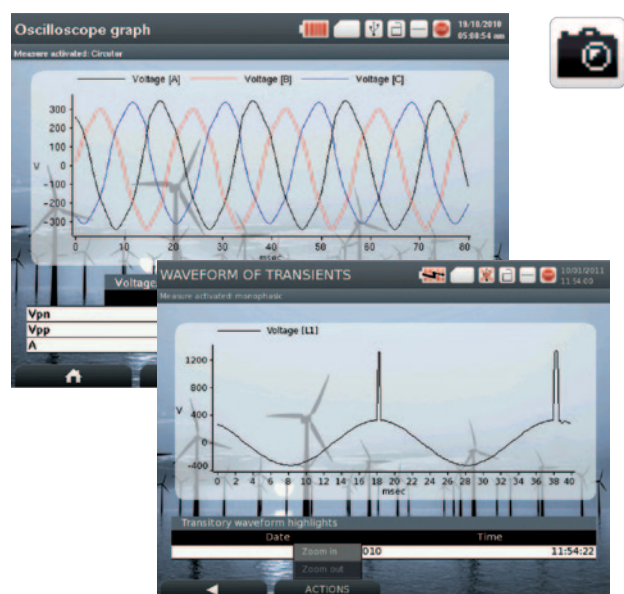 Oscilloscope graph
19/10/2010
05:08:54 am
Measure activated: Circutor
Voltage [A] Voltage [B] Voltage [C]
300
200
100
V 0
-100
-200
-300
0 10 20 30 40 50 60 70 80
msec
Voltage
Vpn
Vpp
A
WAVEFORM OF TRANSIENTS
10/01/2011
11:54:00
Measure activated: monophasic
Voltage [L1]
1200
800
V 400
0
-400
0 2 4 6 8 10 12 14 16 18 20 22 24 26 28 30 32 34 36 38 40
msec
Transitory waveform highlights
Date Time
010 11:54:22
Zoom in
Zoom out
ACTIONS